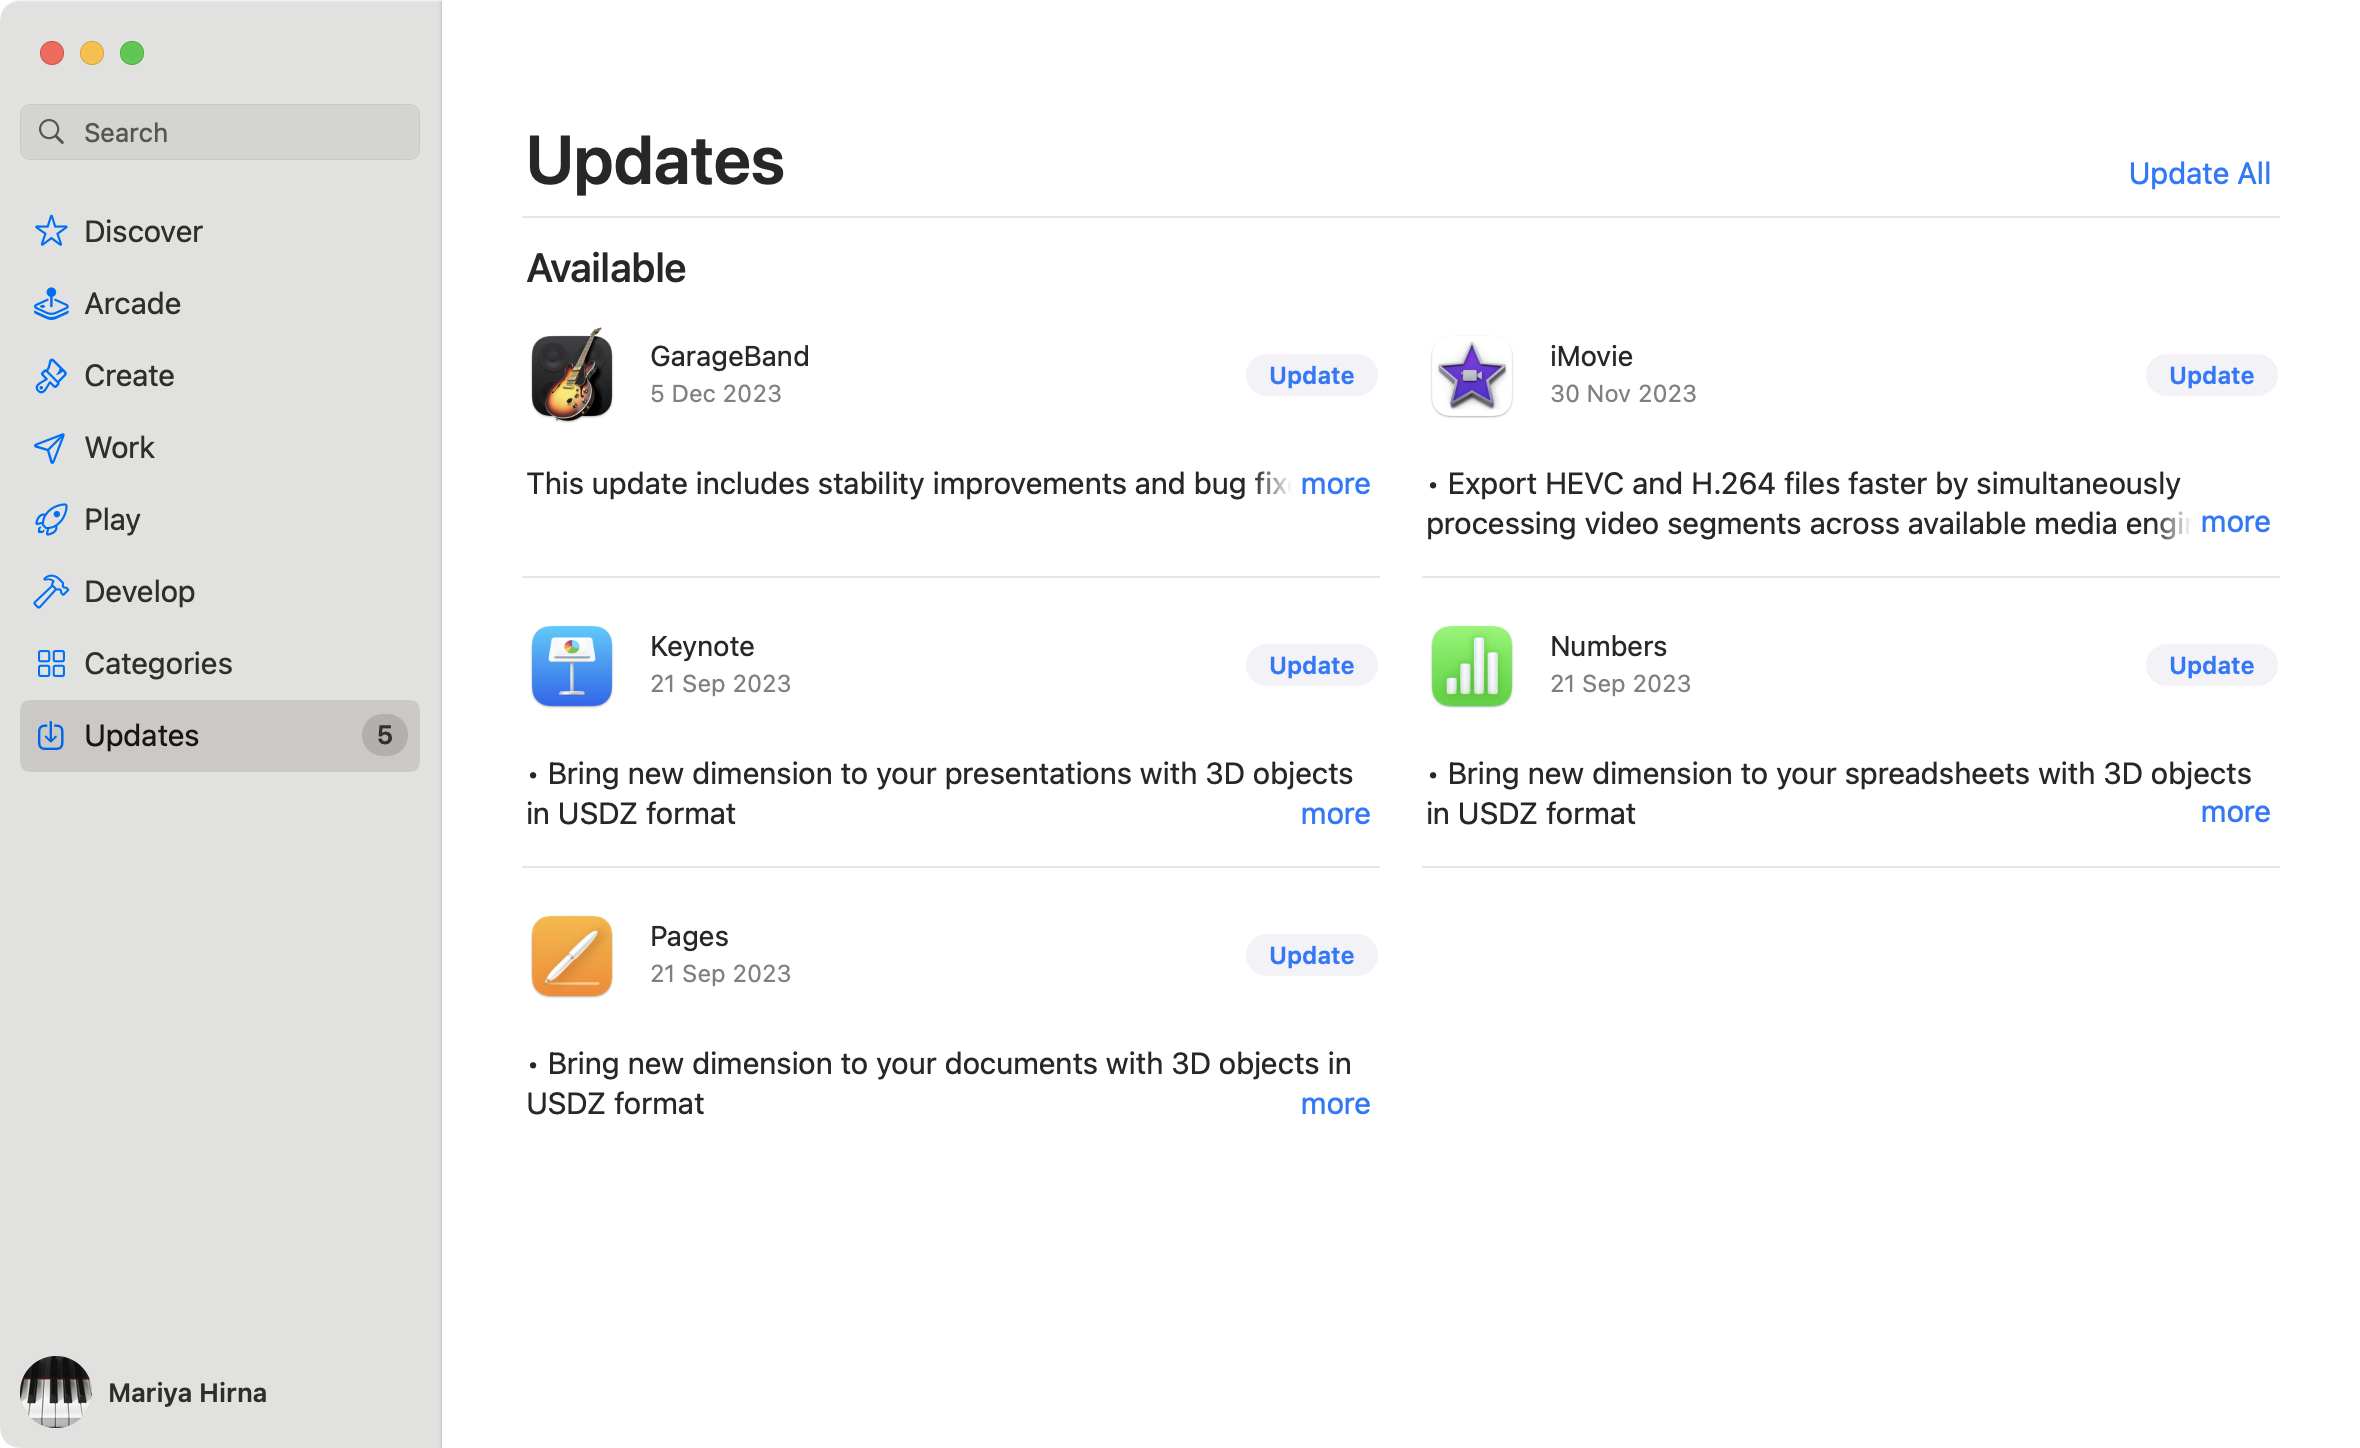 Search
Discover
Arcade
Create
Work
Play
Develop
Categories
Updates 5
Mariya Hirna
Updates
Update All
Available
GarageBand
5 Dec 2023
Update
This update includes stability improvements and bug more
iMovie
30 Nov 2023
Update
• Export HEVC and H.264 files faster by simultaneously
processing video segments across available media more
Keynote
21 Sep 2023
Update
• Bring new dimension to your presentations with 3D objects
in USDZ format more
Numbers
21 Sep 2023
Update
• Bring new dimension to your spreadsheets with 3D objects
in USDZ format more
Pages
21 Sep 2023
Update
• Bring new dimension to your documents with 3D objects in
USDZ format more